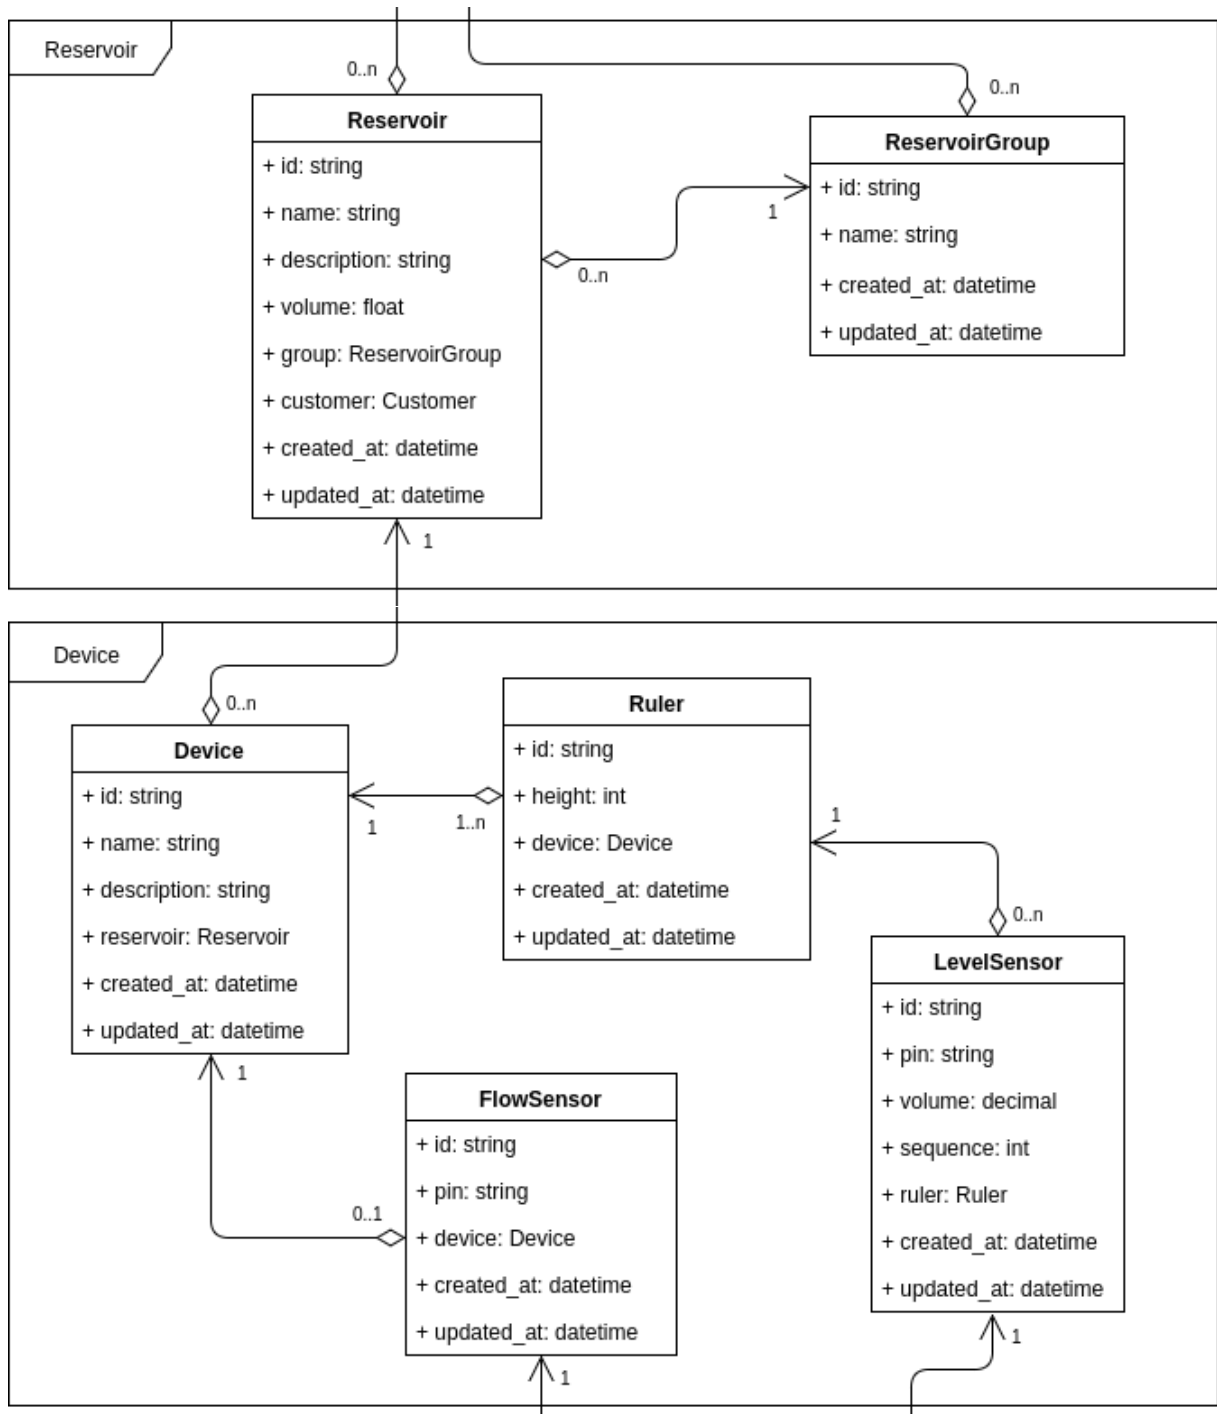 Reservoir
0..n
0..n
Reservoir
+ id: string
+ name: string
+ description: string
+ volume: float
+ group: ReservoirGroup
+ customer: Customer
+ created_at: datetime
+ updated_at: datetime
0..n
1
ReservoirGroup
+ id: string
+ name: string
+ created_at: datetime
+ updated_at: datetime
1
Device
0..n
Device
+ id: string
+ name: string
+ description: string
+ reservoir: Reservoir
+ created_at: datetime
+ updated_at: datetime
1
1..n
Ruler
+ id: string
+ height: int
+ device: Device
+ created_at: datetime
+ updated_at: datetime
1
0..n
LevelSensor
+ id: string
+ pin: string
+ volume: decimal
+ sequence: int
+ ruler: Ruler
+ created_at: datetime
+ updated_at: datetime
1
1
0..1
FlowSensor
+ id: string
+ pin: string
+ device: Device
+ created_at: datetime
+ updated_at: datetime
1